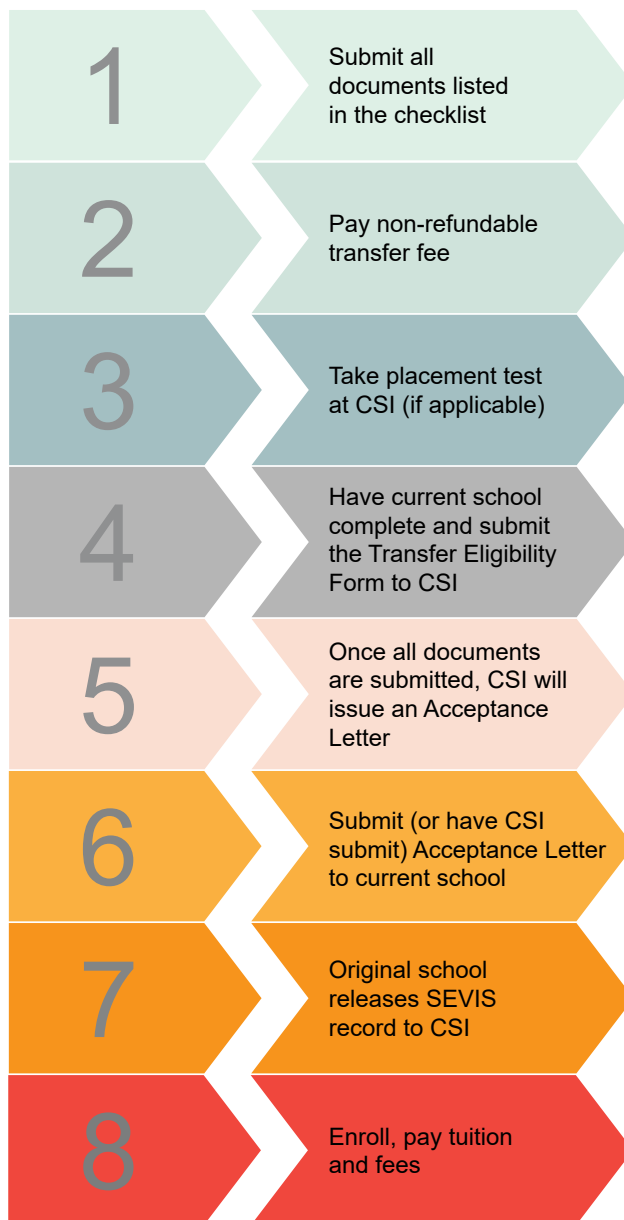 1
Submit all
documents listed
in the checklist
2
Pay non-refundable
transfer fee
3
Take placement test
at CSI (if applicable)
4
Have current school
complete and submit
the Transfer Eligibility
Form to CSI
5
Once all documents
are submitted, CSI will
issue an Acceptance
Letter
6
Submit (or have CSI
submit) Acceptance Letter
to current school
7
Original school
releases SEVIS
record to CSI
8
Enroll, pay tuition
and fees